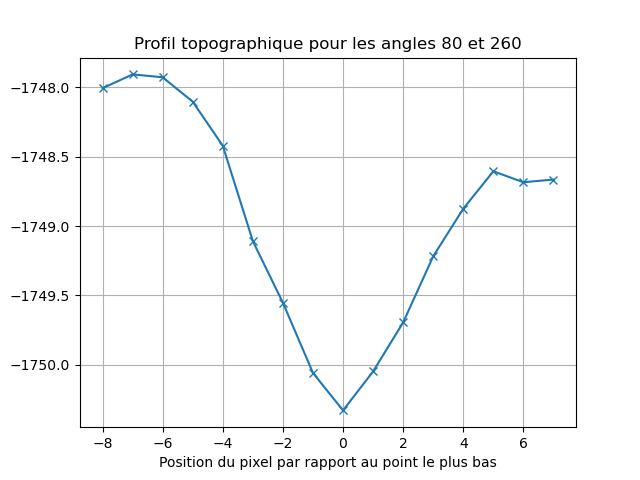 Profil topographique pour les angles 80 et 260
−1748.0
−1748.5
−1749.0
−1749.5
−1750.0
−8 −6 −4 −2 0 2 4 6
Position du pixel par rapport au point le plus bas